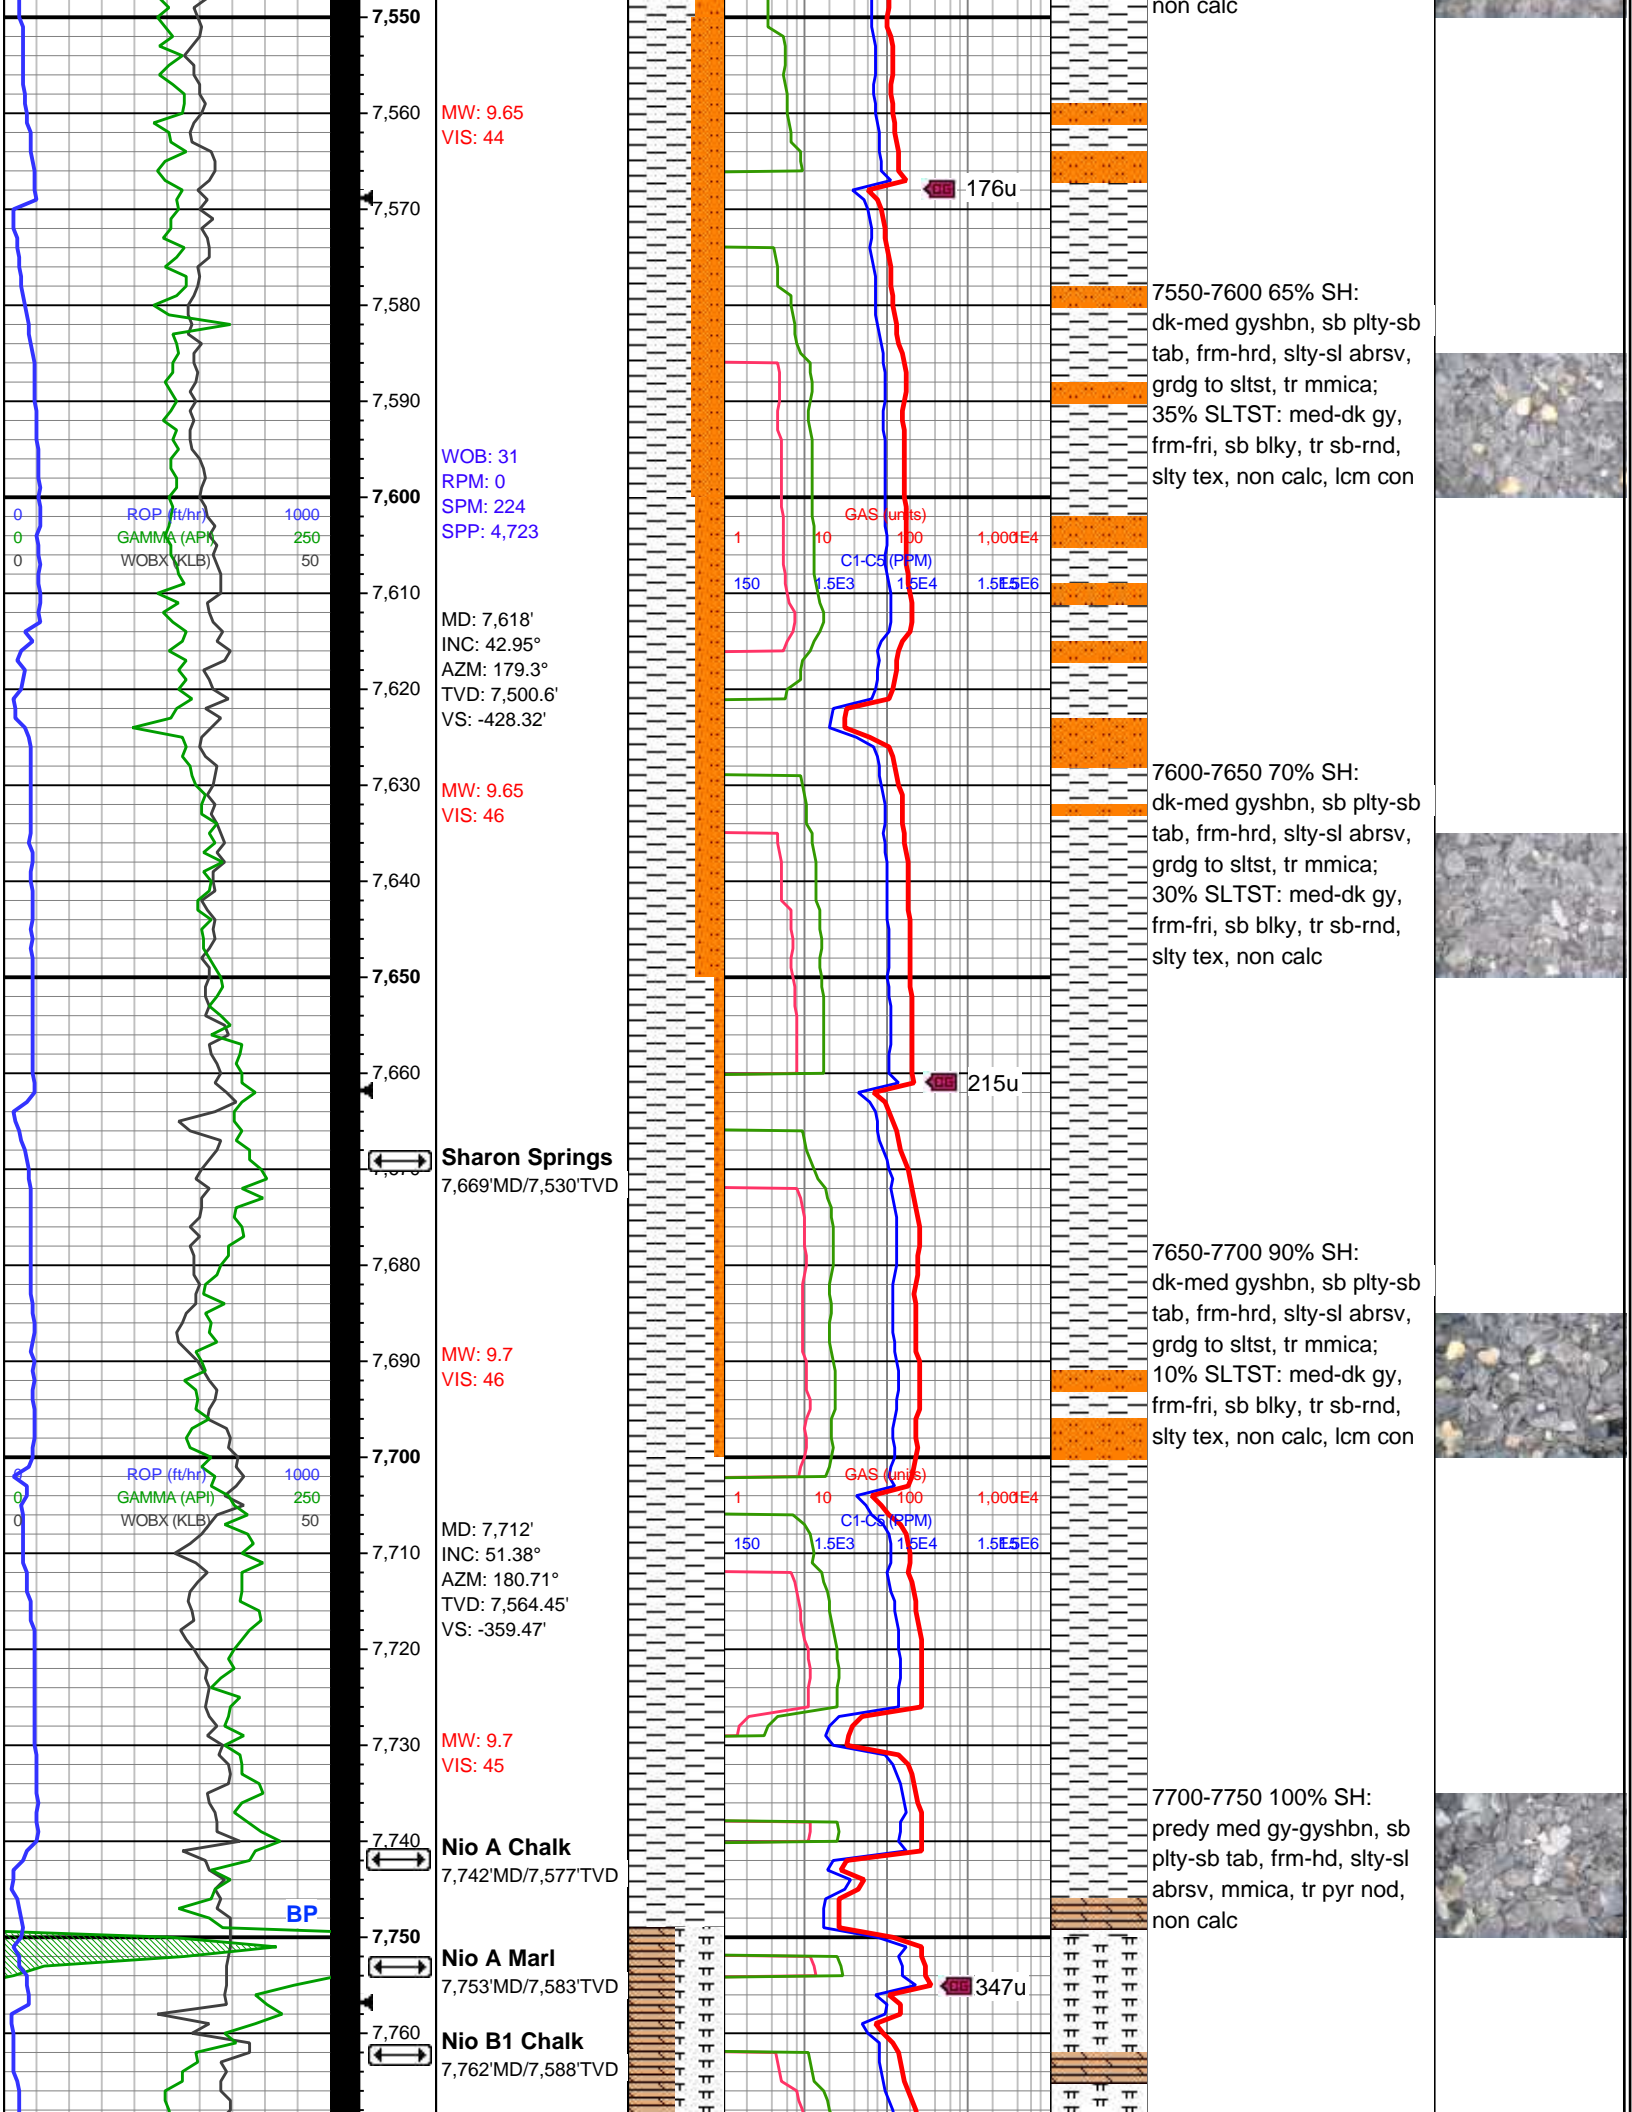 non calc
7,550
7,560
MW: 9.65
VIS: 44
CG 176u
7,570
7,580
7550-7600 65% SH:
dk-med gyshbn, sb plty-sb
tab, frm-hrd, slty-sl abrsv,
grdg to sltst, tr mmica;
35% SLTST: med-dk gy,
frm-fri, sb blky, tr sb-rnd,
slty tex, non calc, lcm con
7,590
WOB: 31
RPM: 0
SPM: 224
SPP: 4,723
7,600
0 ROP (ft/hr) 1000
0 GAMMA (API) 250
0 WOBX (KLB) 50
GAS (units)
1 10 100 1,000 1E4
C1-C5 (PPM)
150 1.5E3 1.5E4 1.5E5 1.5E6
7,610
MD: 7,618'
INC: 42.95°
AZM: 179.3°
TVD: 7,500.6'
VS: -428.32'
7,620
7,630
MW: 9.65
VIS: 46
7600-7650 70% SH:
dk-med gyshbn, sb plty-sb
tab, frm-hrd, slty-sl abrsv,
grdg to sltst, tr mmica;
30% SLTST: med-dk gy,
frm-fri, sb blky, tr sb-rnd,
slty tex, non calc
7,640
7,650
7,660
CG 215u
7,670
Sharon Springs
7,669'MD/7,530'TVD
7,680
7650-7700 90% SH:
dk-med gyshbn, sb plty-sb
tab, frm-hrd, slty-sl abrsv,
grdg to sltst, tr mmica;
10% SLTST: med-dk gy,
frm-fri, sb blky, tr sb-rnd,
slty tex, non calc, lcm con
7,690
MW: 9.7
VIS: 46
7,700
0 ROP (ft/hr) 1000
0 GAMMA (API) 250
0 WOBX (KLB) 50
GAS (units)
1 10 100 1,000 1E4
C1-C5 (PPM)
150 1.5E3 1.5E4 1.5E5 1.5E6
7,710
MD: 7,712'
INC: 51.38°
AZM: 180.71°
TVD: 7,564.45'
VS: -359.47'
7,720
7,730
MW: 9.7
VIS: 45
7700-7750 100% SH:
predy med gy-gyshbn, sb
plty-sb tab, frm-hd, slty-sl
abrsv, mmica, tr pyr nod,
non calc
7,740
Nio A Chalk
7,742'MD/7,577'TVD
BP
7,750
Nio A Marl
7,753'MD/7,583'TVD
CG 347u
7,760
Nio B1 Chalk
7,762'MD/7,588'TVD